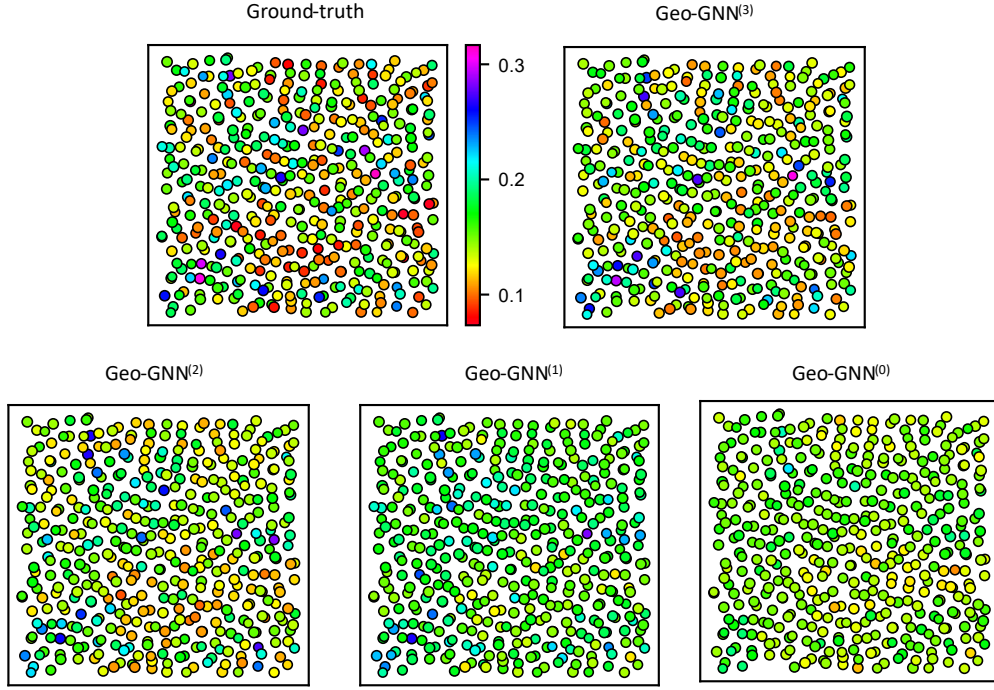 Ground-truth
Geo-GNN⁽³⁾
0.3
0.2
0.1
Geo-GNN⁽²⁾
Geo-GNN⁽¹⁾
Geo-GNN⁽⁰⁾